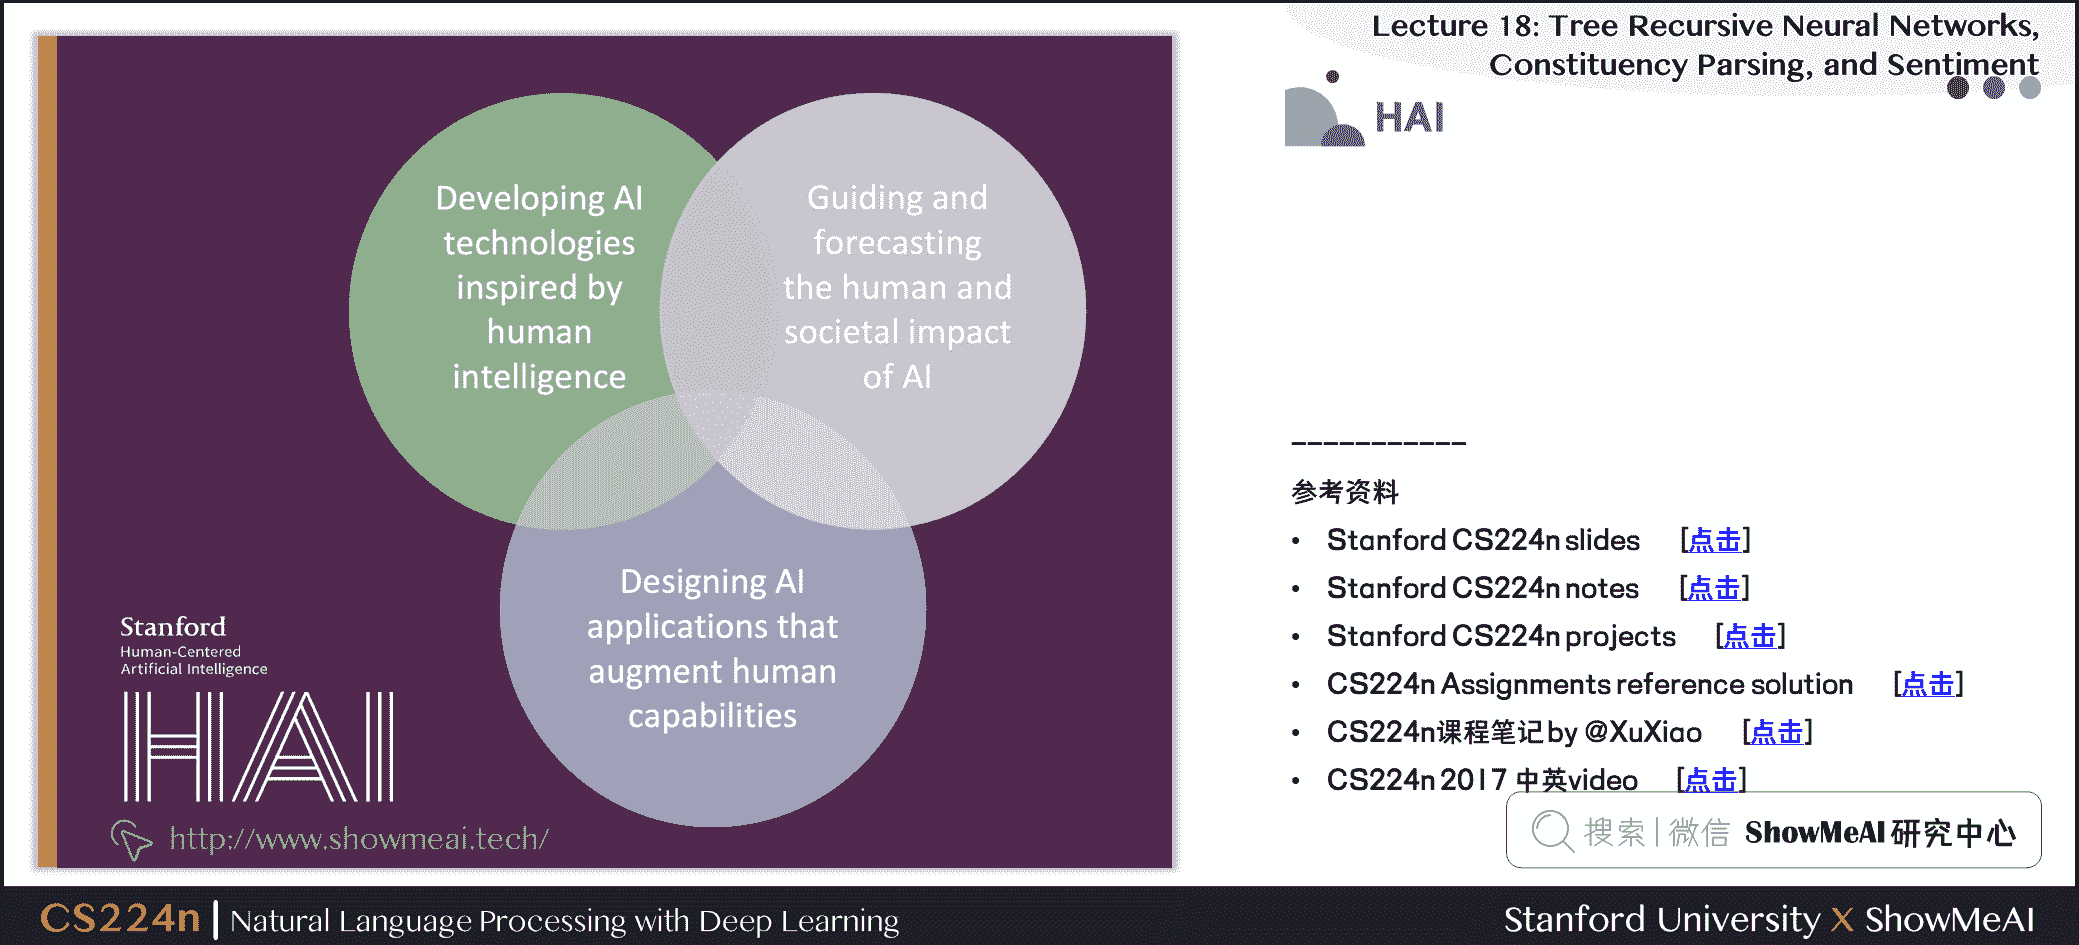 Lecture 18: Tree Recursive Neural Networks,
Constituency Parsing, and Sentiment
HAI
Developing AI
technologies
inspired by
human
intelligence
Guiding and
forecasting
the human and
societal impact
of AI
Designing AI
applications that
augment human
capabilities
Stanford
Human-Centered
Artificial Intelligence
HAI
http://www.showmeai.tech/
参考资料
• Stanford CS224n slides [点击]
• Stanford CS224n notes [点击]
• Stanford CS224n projects [点击]
• CS224n Assignments reference solution [点击]
• CS224n课程笔记 by @XuXiao [点击]
• CS224n 2017 中英video [点击]
搜索 | 微信 ShowMeAI 研究中心
CS224n | Natural Language Processing with Deep Learning
Stanford University X ShowMeAI